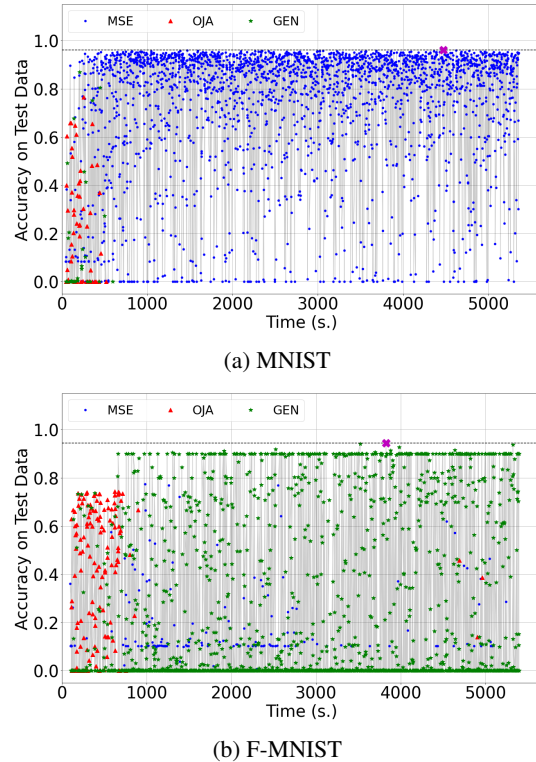 MSE OJA GEN
1.0
0.8
0.6
0.4
0.2
0.0
Accuracy on Test Data
0 1000 2000 3000 4000 5000
Time (s.)
(a) MNIST
MSE OJA GEN
1.0
0.8
0.6
0.4
0.2
0.0
Accuracy on Test Data
0 1000 2000 3000 4000 5000
Time (s.)
(b) F-MNIST